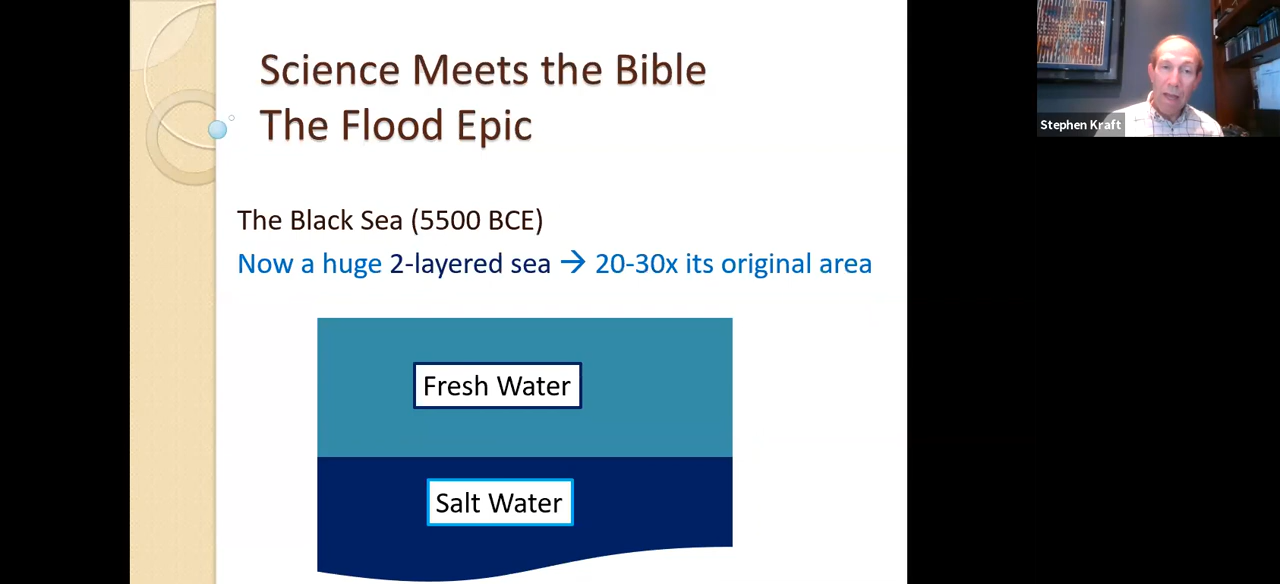 Science Meets the Bible
The Flood Epic
The Black Sea (5500 BCE)
Now a huge 2-layered sea → 20-30x its original area
Fresh Water
Salt Water
Stephen Kraft